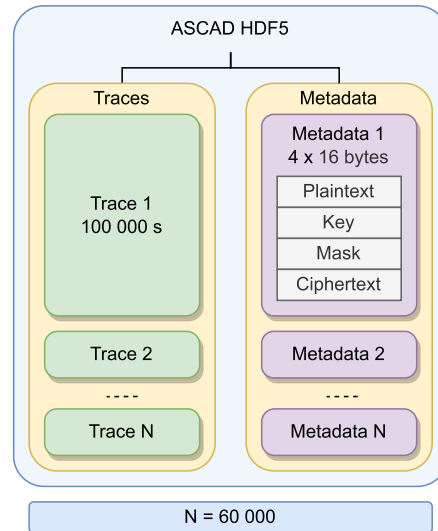 ASCAD HDF5
Traces
Trace 1
100 000 s
Trace 2
----
Trace N
Metadata
Metadata 1
4 x 16 bytes
Plaintext
Key
Mask
Ciphertext
Metadata 2
----
Metadata N
N = 60 000